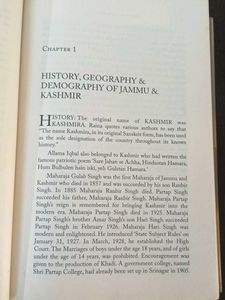 CHAPTER 1
HISTORY, GEOGRAPHY &
DEMOGRAPHY OF JAMMU &
KASHMIR
HISTORY: The original name of KASHMIR was
KASHMIRA. Raina quotes various authors to say that
"The name Kashmira, in its original Sanskrit form, has been used
as the sole designation of the country throughout its known
history."
Allama Iqbal also belonged to Kashmir who had written the
famous patriotic poem 'Sare Jahan se Achha, Hindustan Hamara,
Hum Bulbulen hain iski, yeh Gulstan Hamara.'
Maharaja Gulab Singh was the first Maharaja of Jammu, and
Kashmir who died in 1857 and was succeeded by his son Ranbir
Singh. In 1885 Maharaja Ranbir Singh died, Partap Singh
succeeded his father, Maharaja Ranbir Singh. Maharaja Partap
Singh's reign is remembered for bringing Kashmir into the
modern era. Maharaja Partap Singh died in 1925. Maharaja Partap
Singh's brother Amar Singh's son Hari Singh, succeeded Partap
Singh in February 1926. Maharaja Hari Singh was
modern and enlightened. He introduced 'State Subject Rules' on
January 31, 1927. In March, 1928, he established the High
Court. The Marriages of boys under the age 18 years, and of girls
under the age of 14 years, was prohibited. Encouragement was
given to the production of Khadi. A government college, named
Shri Partap College, had already been set up in Srinagar in 1905.